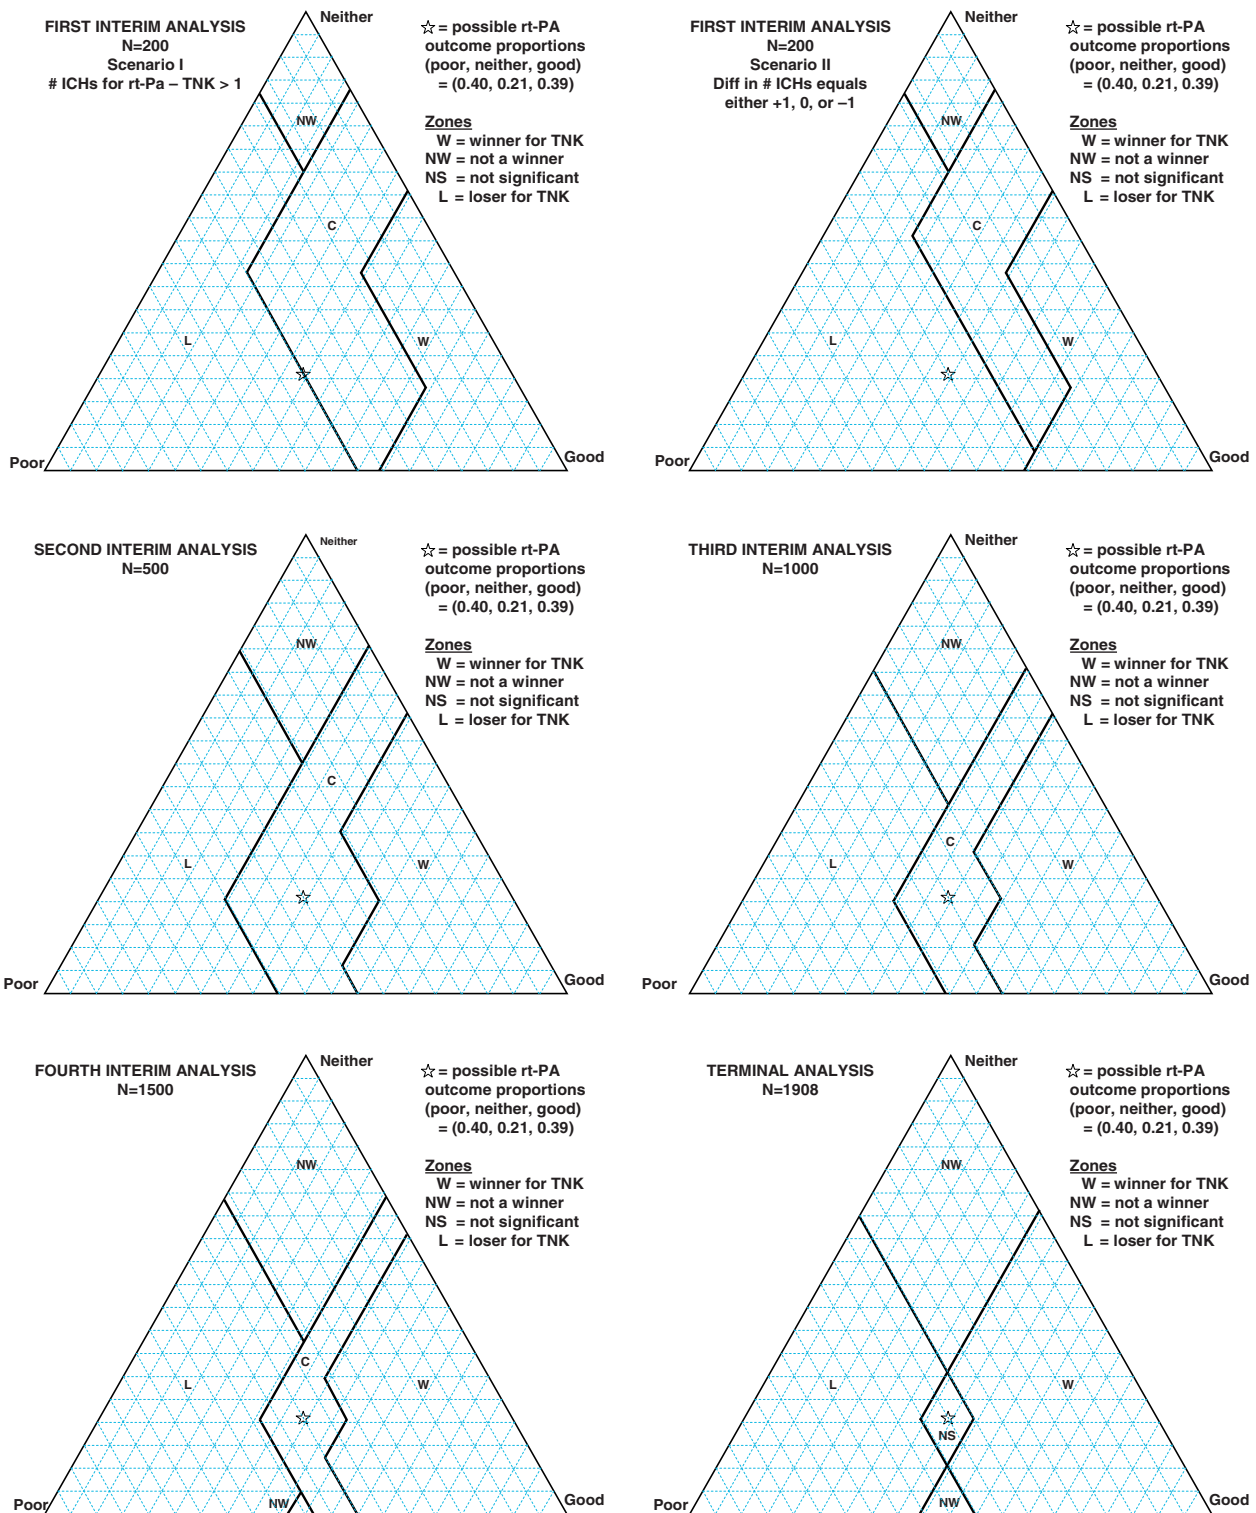 FIRST INTERIM ANALYSIS
N=200
Scenario I
# ICHs for rt-Pa – TNK > 1
Neither
☆ = possible rt-PA
outcome proportions
(poor, neither, good)
= (0.40, 0.21, 0.39)
Zones
W = winner for TNK
NW = not a winner
NS = not significant
L = loser for TNK
NW
C
L
W
Poor
Good
FIRST INTERIM ANALYSIS
N=200
Scenario II
Diff in # ICHs equals
either +1, 0, or –1
Neither
☆ = possible rt-PA
outcome proportions
(poor, neither, good)
= (0.40, 0.21, 0.39)
Zones
W = winner for TNK
NW = not a winner
NS = not significant
L = loser for TNK
NW
C
L
W
Poor
Good
SECOND INTERIM ANALYSIS
N=500
Neither
☆ = possible rt-PA
outcome proportions
(poor, neither, good)
= (0.40, 0.21, 0.39)
Zones
W = winner for TNK
NW = not a winner
NS = not significant
L = loser for TNK
NW
C
L
W
Poor
Good
THIRD INTERIM ANALYSIS
N=1000
Neither
☆ = possible rt-PA
outcome proportions
(poor, neither, good)
= (0.40, 0.21, 0.39)
Zones
W = winner for TNK
NW = not a winner
NS = not significant
L = loser for TNK
NW
C
L
W
Poor
Good
FOURTH INTERIM ANALYSIS
N=1500
Neither
☆ = possible rt-PA
outcome proportions
(poor, neither, good)
= (0.40, 0.21, 0.39)
Zones
W = winner for TNK
NW = not a winner
NS = not significant
L = loser for TNK
NW
C
L
W
NW
Poor
Good
TERMINAL ANALYSIS
N=1908
Neither
☆ = possible rt-PA
outcome proportions
(poor, neither, good)
= (0.40, 0.21, 0.39)
Zones
W = winner for TNK
NW = not a winner
NS = not significant
L = loser for TNK
NW
L
W
NS
NW
Poor
Good